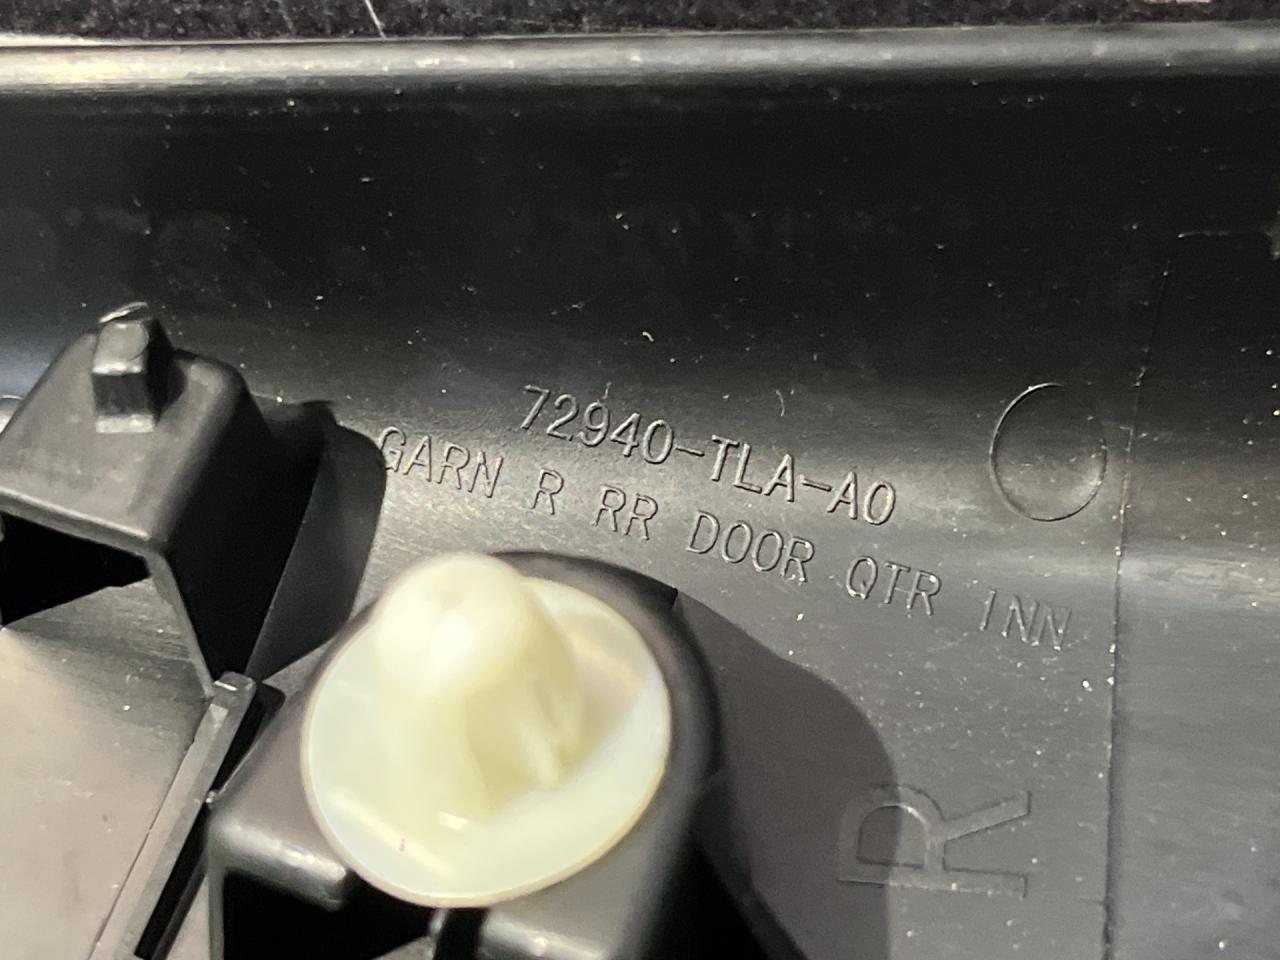 72940-TLA-A0
GARN R RR DOOR QTR INN
R